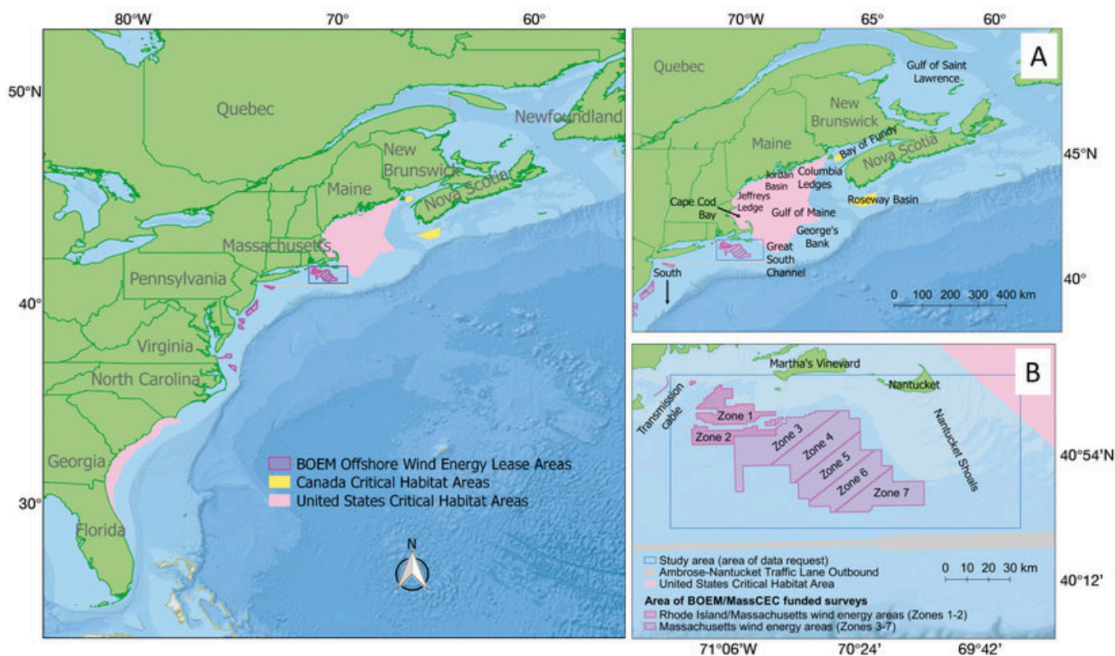 80°W
70°
60°
50°N
40°
30°
Quebec
Newfoundland
New
Brunswick
Maine
Nova Scotia
Massachusetts
Pennsylvania
Virginia
North Carolina
Georgia
Florida
BOEM Offshore Wind Energy Lease Areas
Canada Critical Habitat Areas
United States Critical Habitat Areas
N
70°W
65°
60°
A
Quebec
Gulf of Saint
Lawrence
New
Brunswick
Maine
Bay of Fundy
Nova Scotia
45°N
Jordan
Basin
Columbia
Ledges
Jeffreys
Ledge
Cape Cod
Bay
Roseway Basin
Gulf of Maine
George's
Bank
Great
South
Channel
South
40°
0 100 200 300 400 km
B
Martha's Vineyard
Nantucket
Transmission
cable
Nantucket Shoals
Zone 1
Zone 2
Zone 3
Zone 4
Zone 5
Zone 6
Zone 7
40°54'N
Study area (area of data request)
Ambrose-Nantucket Traffic Lane Outbound
United States Critical Habitat Area
0 10 20 30 km
40°12'
Area of BOEM/MassCEC funded surveys
Rhode Island/Massachusetts wind energy areas (Zones 1-2)
Massachusetts wind energy areas (Zones 3-7)
71°06'W
70°24'
69°42'